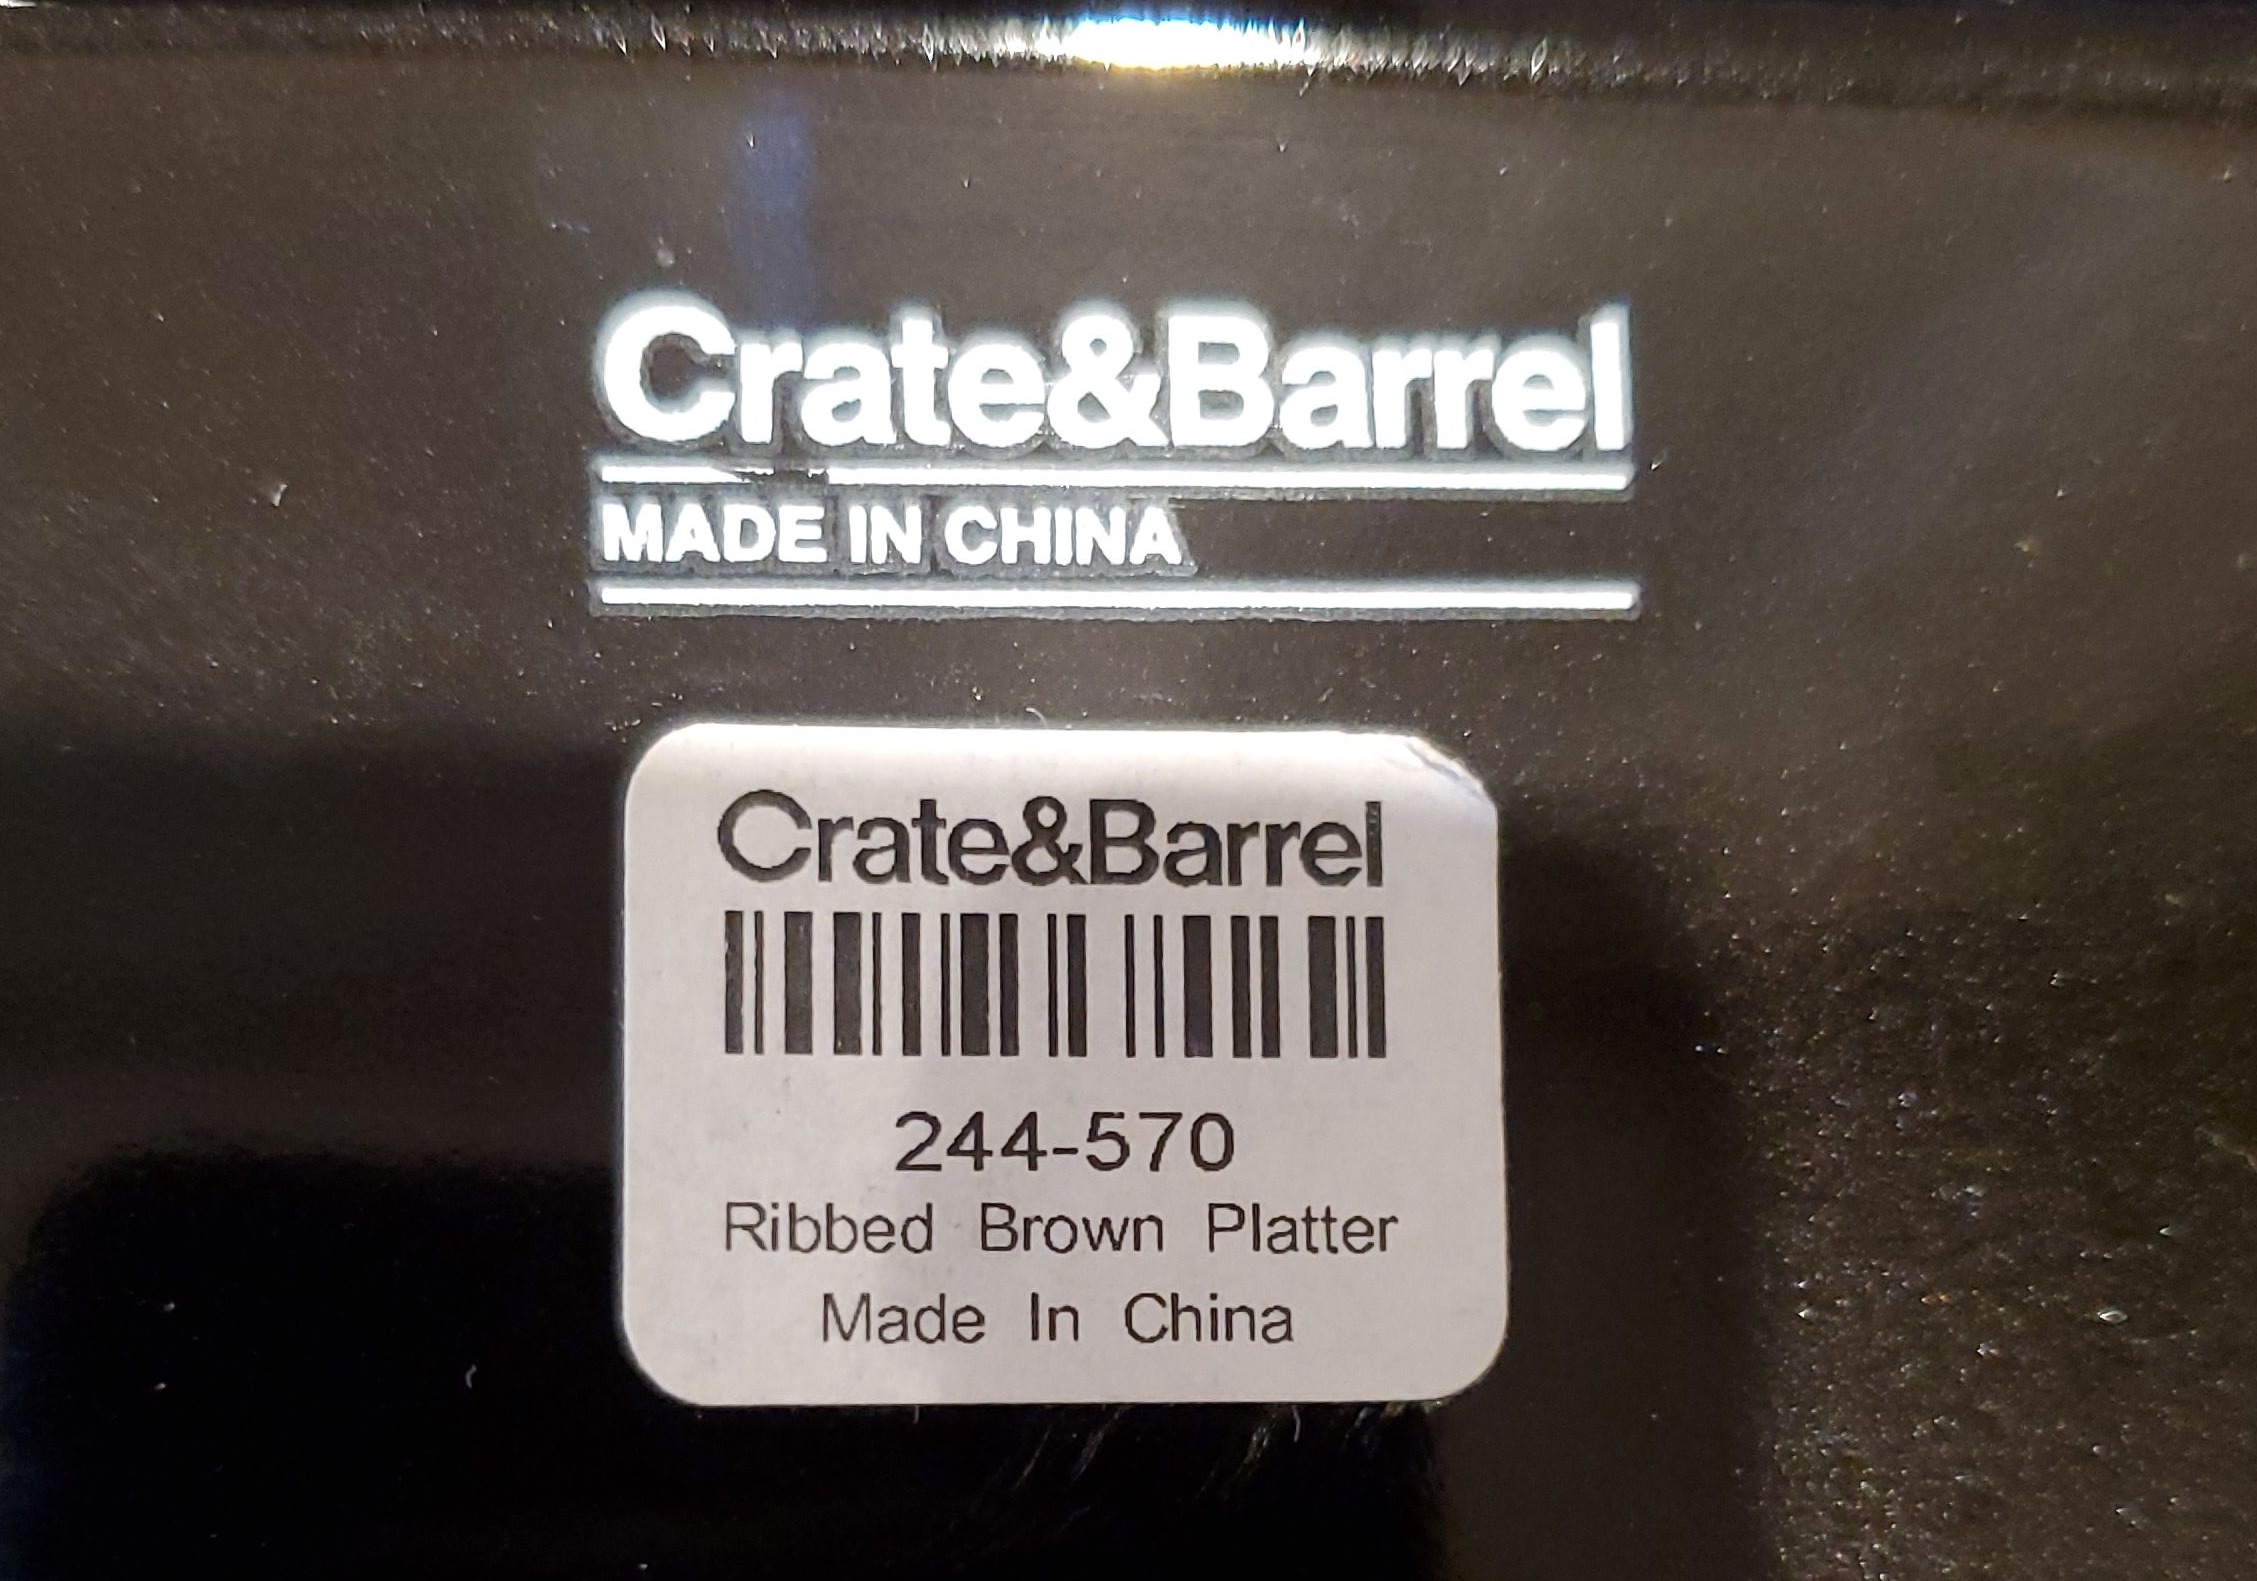 Crate&Barrel
MADE IN CHINA
Crate&Barrel
244-570
Ribbed Brown Platter
Made In China